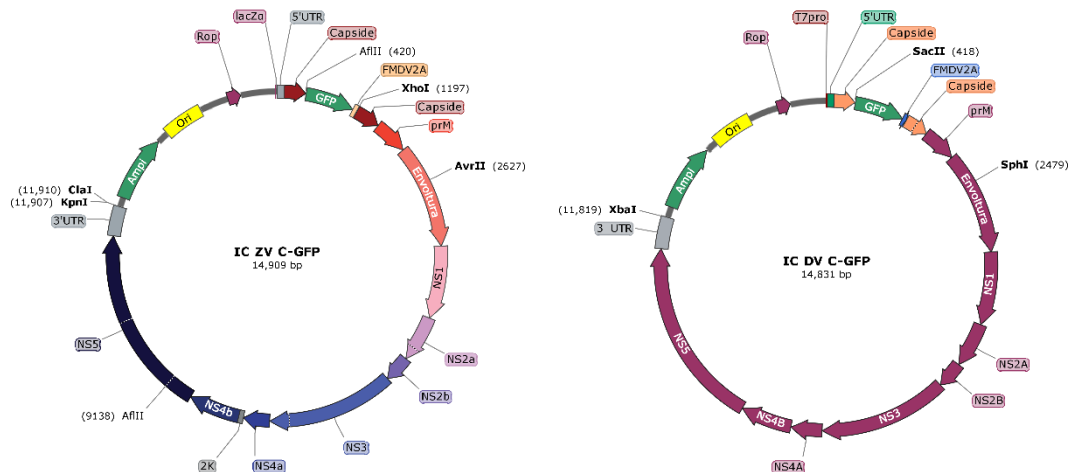 lacZα
5'UTR
Capside
Rop
AflII (420)
FMDV2A
XhoI (1197)
GFP
Capside
Ori
prM
Ampi
AvrII (2627)
Envoltura
(11,910) ClaI
(11,907) KpnI
3'UTR
IC ZV C-GFP
14,909 bp
NS1
NS5
NS2a
NS2b
(9138) AflII
NS4b
2K
NS4a
NS3
T7pro
5'UTR
Capside
Rop
SacII (418)
FMDV2A
GFP
Capside
Ori
prM
Ampi
SphI (2479)
Envoltura
(11,819) XbaI
3 UTR
IC DV C-GFP
14,831 bp
NS1
NS5
NS2A
NS2B
NS4B
NS3
NS4A